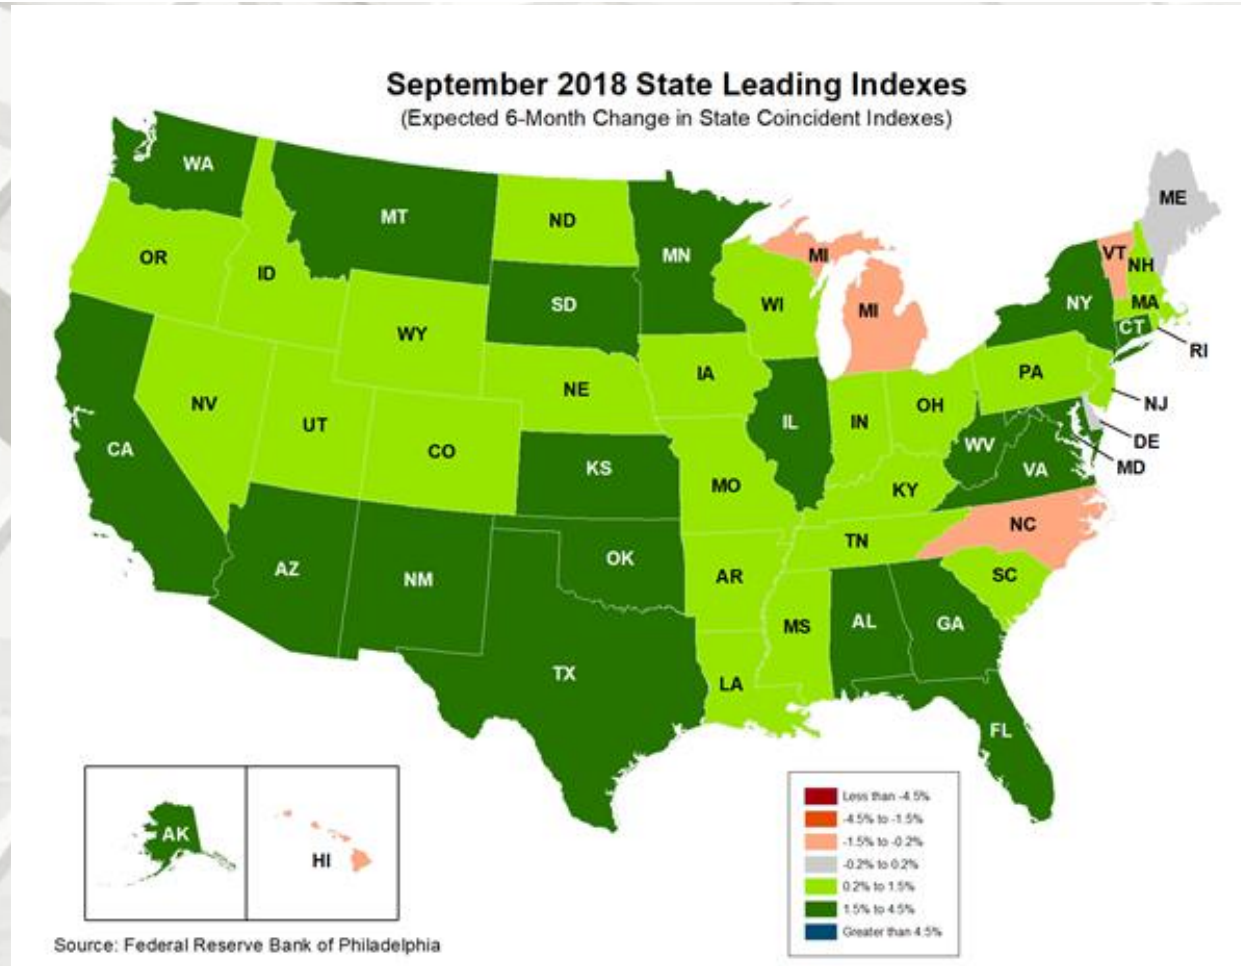 September 2018 State Leading Indexes
(Expected 6-Month Change in State Coincident Indexes)
WA
MT
ND
MN
MI
ME
VT
NH
OR
ID
SD
WI
MI
NY
MA
CT
RI
WY
IA
PA
NV
NE
OH
NJ
UT
CO
IL
IN
DE
CA
KS
WV
MD
VA
MO
KY
NC
AZ
NM
OK
TN
AR
SC
MS
AL
GA
TX
LA
FL
AK
HI
Less than -4.5%
-4.5% to -1.5%
-1.5% to -0.2%
-0.2% to 0.2%
0.2% to 1.5%
1.5% to 4.5%
Greater than 4.5%
Source: Federal Reserve Bank of Philadelphia